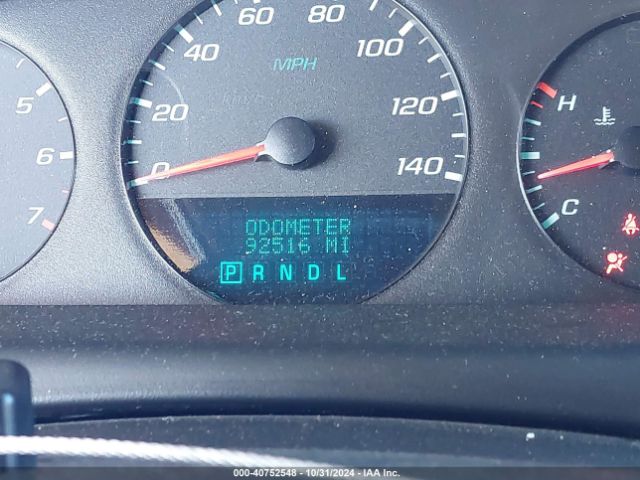 60 80
40 100
MPH
5 20 120 H
6 0 140
7 C
ODOMETER
92516 MI
P R N D L
000-40752548 - 10/31/2024 - IAA Inc.